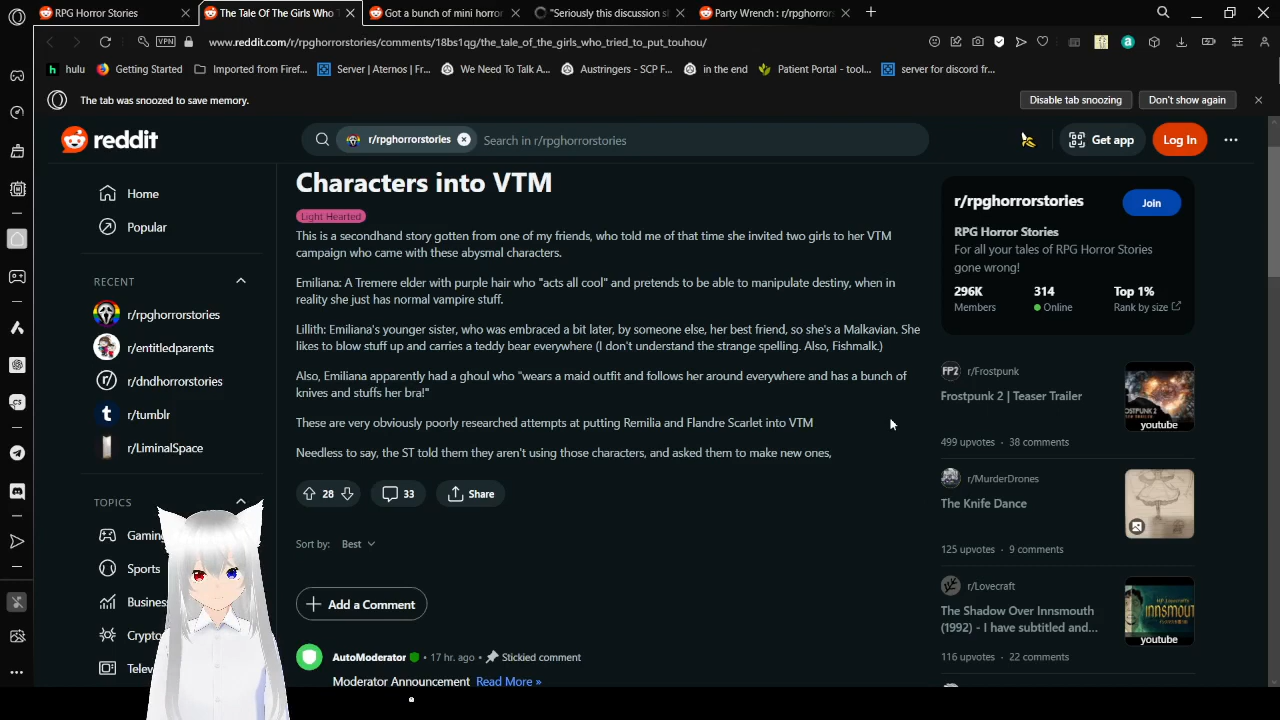 RPG Horror Stories
The Tale Of The Girls Who T
Got a bunch of mini horror
"Seriously this discussion sl
Party Wrench : r/rpghorrors
VPN
www.reddit.com/r/rpghorrorstories/comments/18bs1qg/the_tale_of_the_girls_who_tried_to_put_touhou/
hulu
Getting Started
Imported from Firef...
Server | Aternos | Fr...
We Need To Talk A...
Austringers - SCP F...
in the end
Patient Portal - tool...
server for discord fr...
The tab was snoozed to save memory.
Disable tab snoozing
Don't show again
reddit
r/rpghorrorstories
Search in r/rpghorrorstories
Get app
Log In
Home
Popular
RECENT
r/rpghorrorstories
r/entitledparents
r/dndhorrorstories
r/tumblr
r/LiminalSpace
TOPICS
Gaming
Sports
Business
Crypto
Telev
Characters into VTM
Light Hearted
This is a secondhand story gotten from one of my friends, who told me of that time she invited two girls to her VTM
campaign who came with these abysmal characters.
Emiliana: A Tremere elder with purple hair who "acts all cool" and pretends to be able to manipulate destiny, when in
reality she just has normal vampire stuff.
Lillith: Emiliana's younger sister, who was embraced a bit later, by someone else, her best friend, so she's a Malkavian. She
likes to blow stuff up and carries a teddy bear everywhere (I don't understand the strange spelling. Also, Fishmalk.)
Also, Emiliana apparently had a ghoul who "wears a maid outfit and follows her around everywhere and has a bunch of
knives and stuffs her bra!"
These are very obviously poorly researched attempts at putting Remilia and Flandre Scarlet into VTM
Needless to say, the ST told them they aren't using those characters, and asked them to make new ones,
28
33
Share
Sort by: Best
Add a Comment
AutoModerator • 17 hr. ago • Stickied comment
Moderator Announcement Read More »
r/rpghorrorstories
Join
RPG Horror Stories
For all your tales of RPG Horror Stories
gone wrong!
296K
314
Top 1%
Members
Online
Rank by size
FP2
r/Frostpunk
Frostpunk 2 | Teaser Trailer
youtube
499 upvotes • 38 comments
r/MurderDrones
The Knife Dance
125 upvotes • 9 comments
r/Lovecraft
The Shadow Over Innsmouth
(1992) - I have subtitled and...
INNSMOUT
youtube
116 upvotes • 22 comments